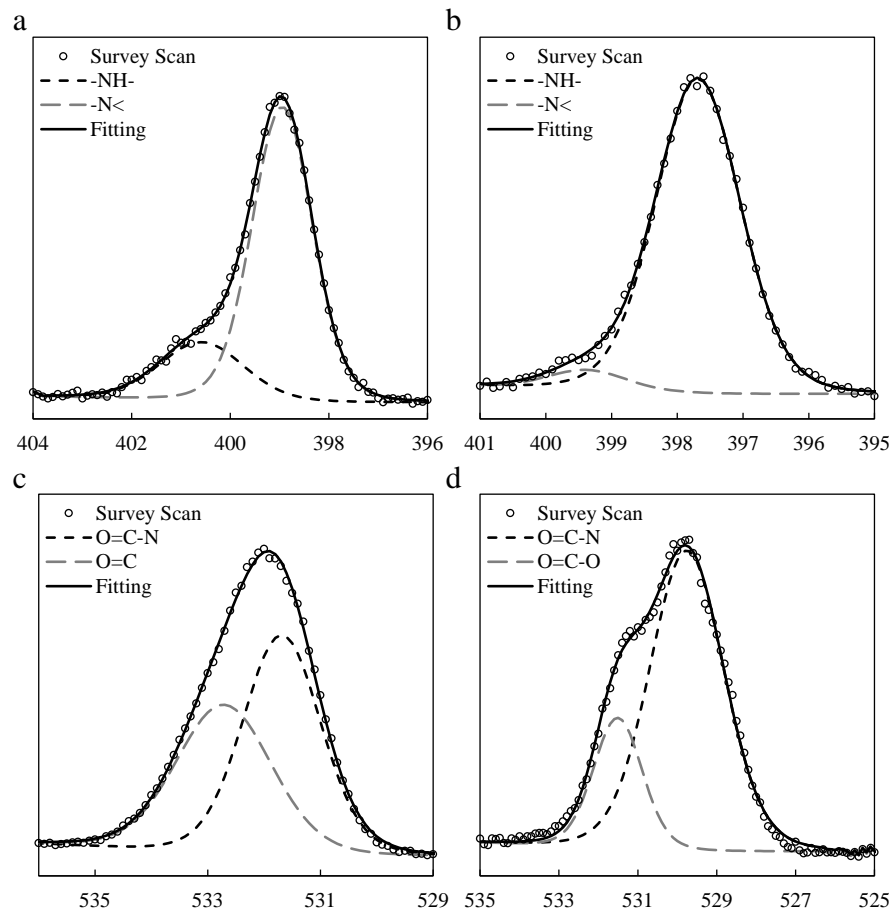 a
Survey Scan
-NH-
-N<
Fitting
404 402 400 398 396
b
Survey Scan
-NH-
-N<
Fitting
401 400 399 398 397 396 395
c
Survey Scan
O=C-N
O=C
Fitting
535 533 531 529
d
Survey Scan
O=C-N
O=C-O
Fitting
535 533 531 529 527 525